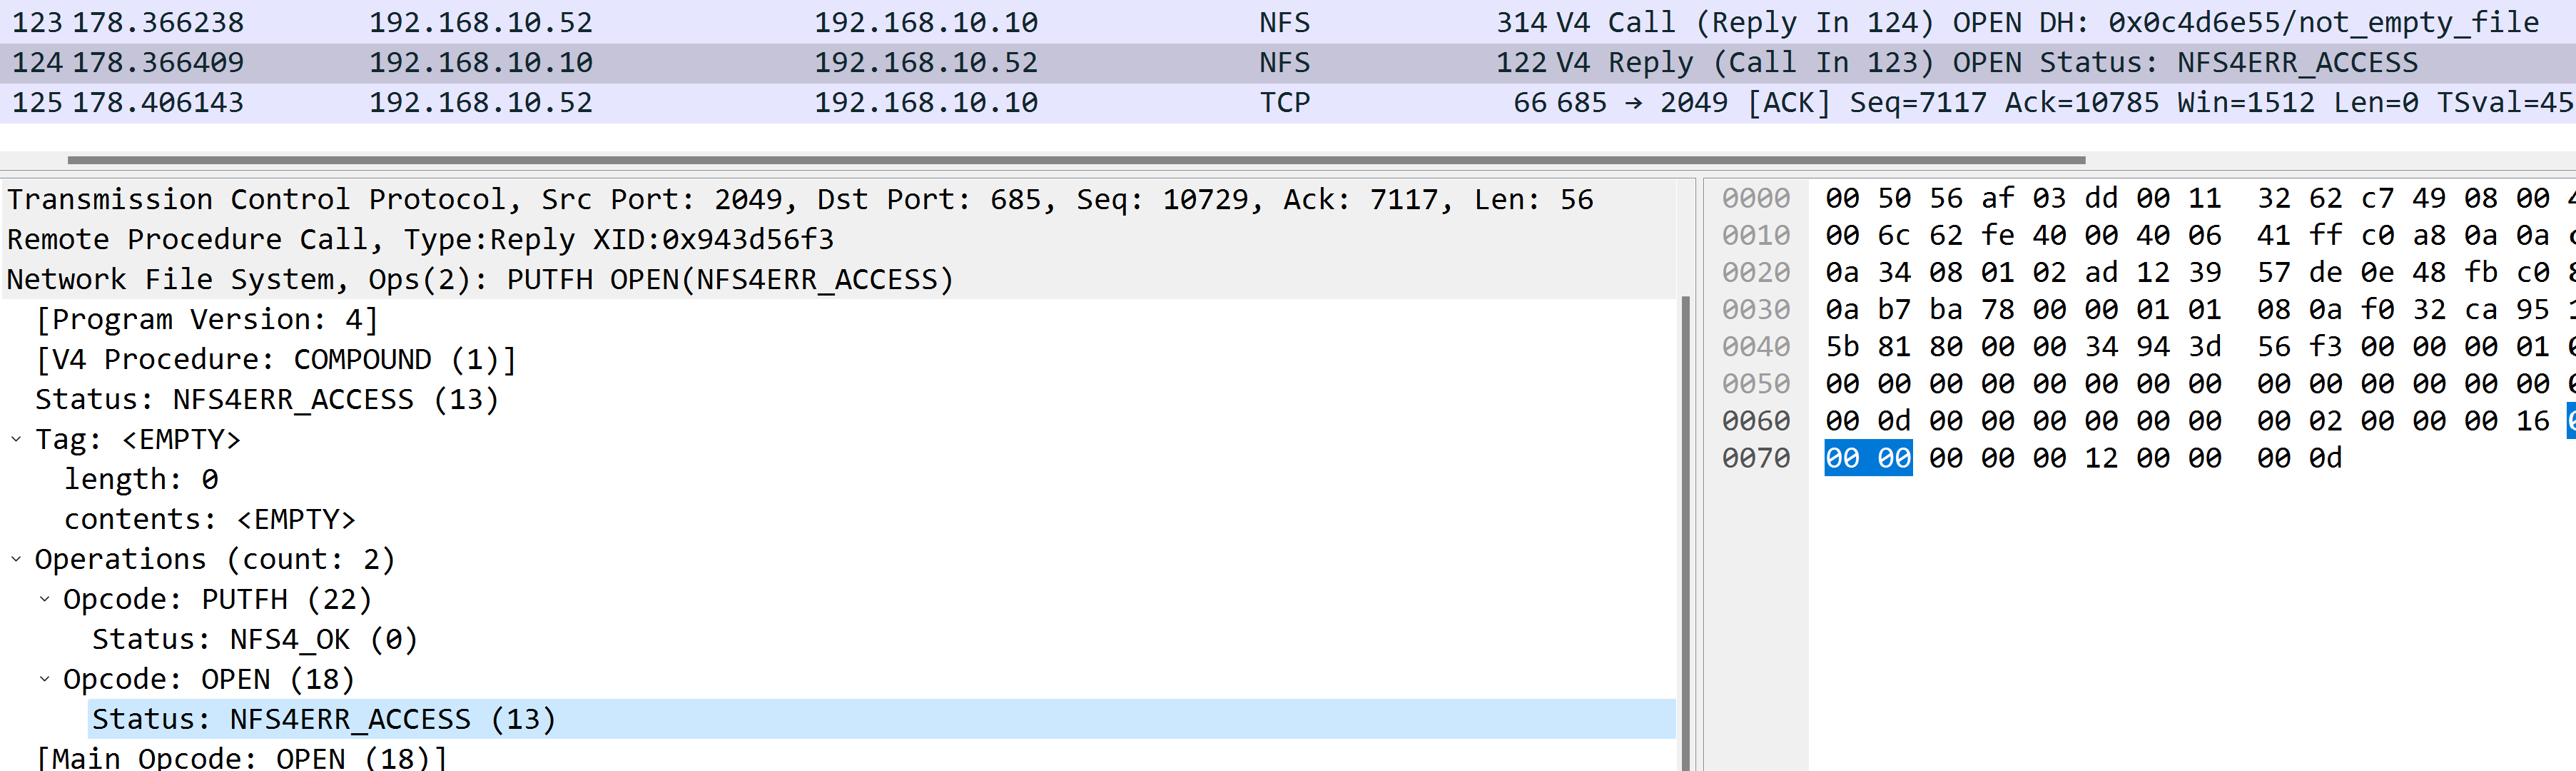 123 178.366238 192.168.10.52 192.168.10.10 NFS 314 V4 Call (Reply In 124) OPEN DH: 0x0c4d6e55/not_empty_file
124 178.366409 192.168.10.10 192.168.10.52 NFS 122 V4 Reply (Call In 123) OPEN Status: NFS4ERR_ACCESS
125 178.406143 192.168.10.52 192.168.10.10 TCP 66 685 → 2049 [ACK] Seq=7117 Ack=10785 Win=1512 Len=0 TSval=45
Transmission Control Protocol, Src Port: 2049, Dst Port: 685, Seq: 10729, Ack: 7117, Len: 56
Remote Procedure Call, Type:Reply XID:0x943d56f3
Network File System, Ops(2): PUTFH OPEN(NFS4ERR_ACCESS)
[Program Version: 4]
[V4 Procedure: COMPOUND (1)]
Status: NFS4ERR_ACCESS (13)
Tag: <EMPTY>
length: 0
contents: <EMPTY>
Operations (count: 2)
Opcode: PUTFH (22)
Status: NFS4_OK (0)
Opcode: OPEN (18)
Status: NFS4ERR_ACCESS (13)
[Main Opcode: OPEN (18)]
0000 00 50 56 af 03 dd 00 11 32 62 c7 49 08 00
0010 00 6c 62 fe 40 00 40 06 41 ff c0 a8 0a 0a
0020 0a 34 08 01 02 ad 12 39 57 de 0e 48 fb c0
0030 0a b7 ba 78 00 00 01 01 08 0a f0 32 ca 95
0040 5b 81 80 00 00 34 94 3d 56 f3 00 00 00 01
0050 00 00 00 00 00 00 00 00 00 00 00 00 00 00
0060 00 0d 00 00 00 00 00 00 00 02 00 00 00 16
0070 00 00 00 00 00 12 00 00 00 0d